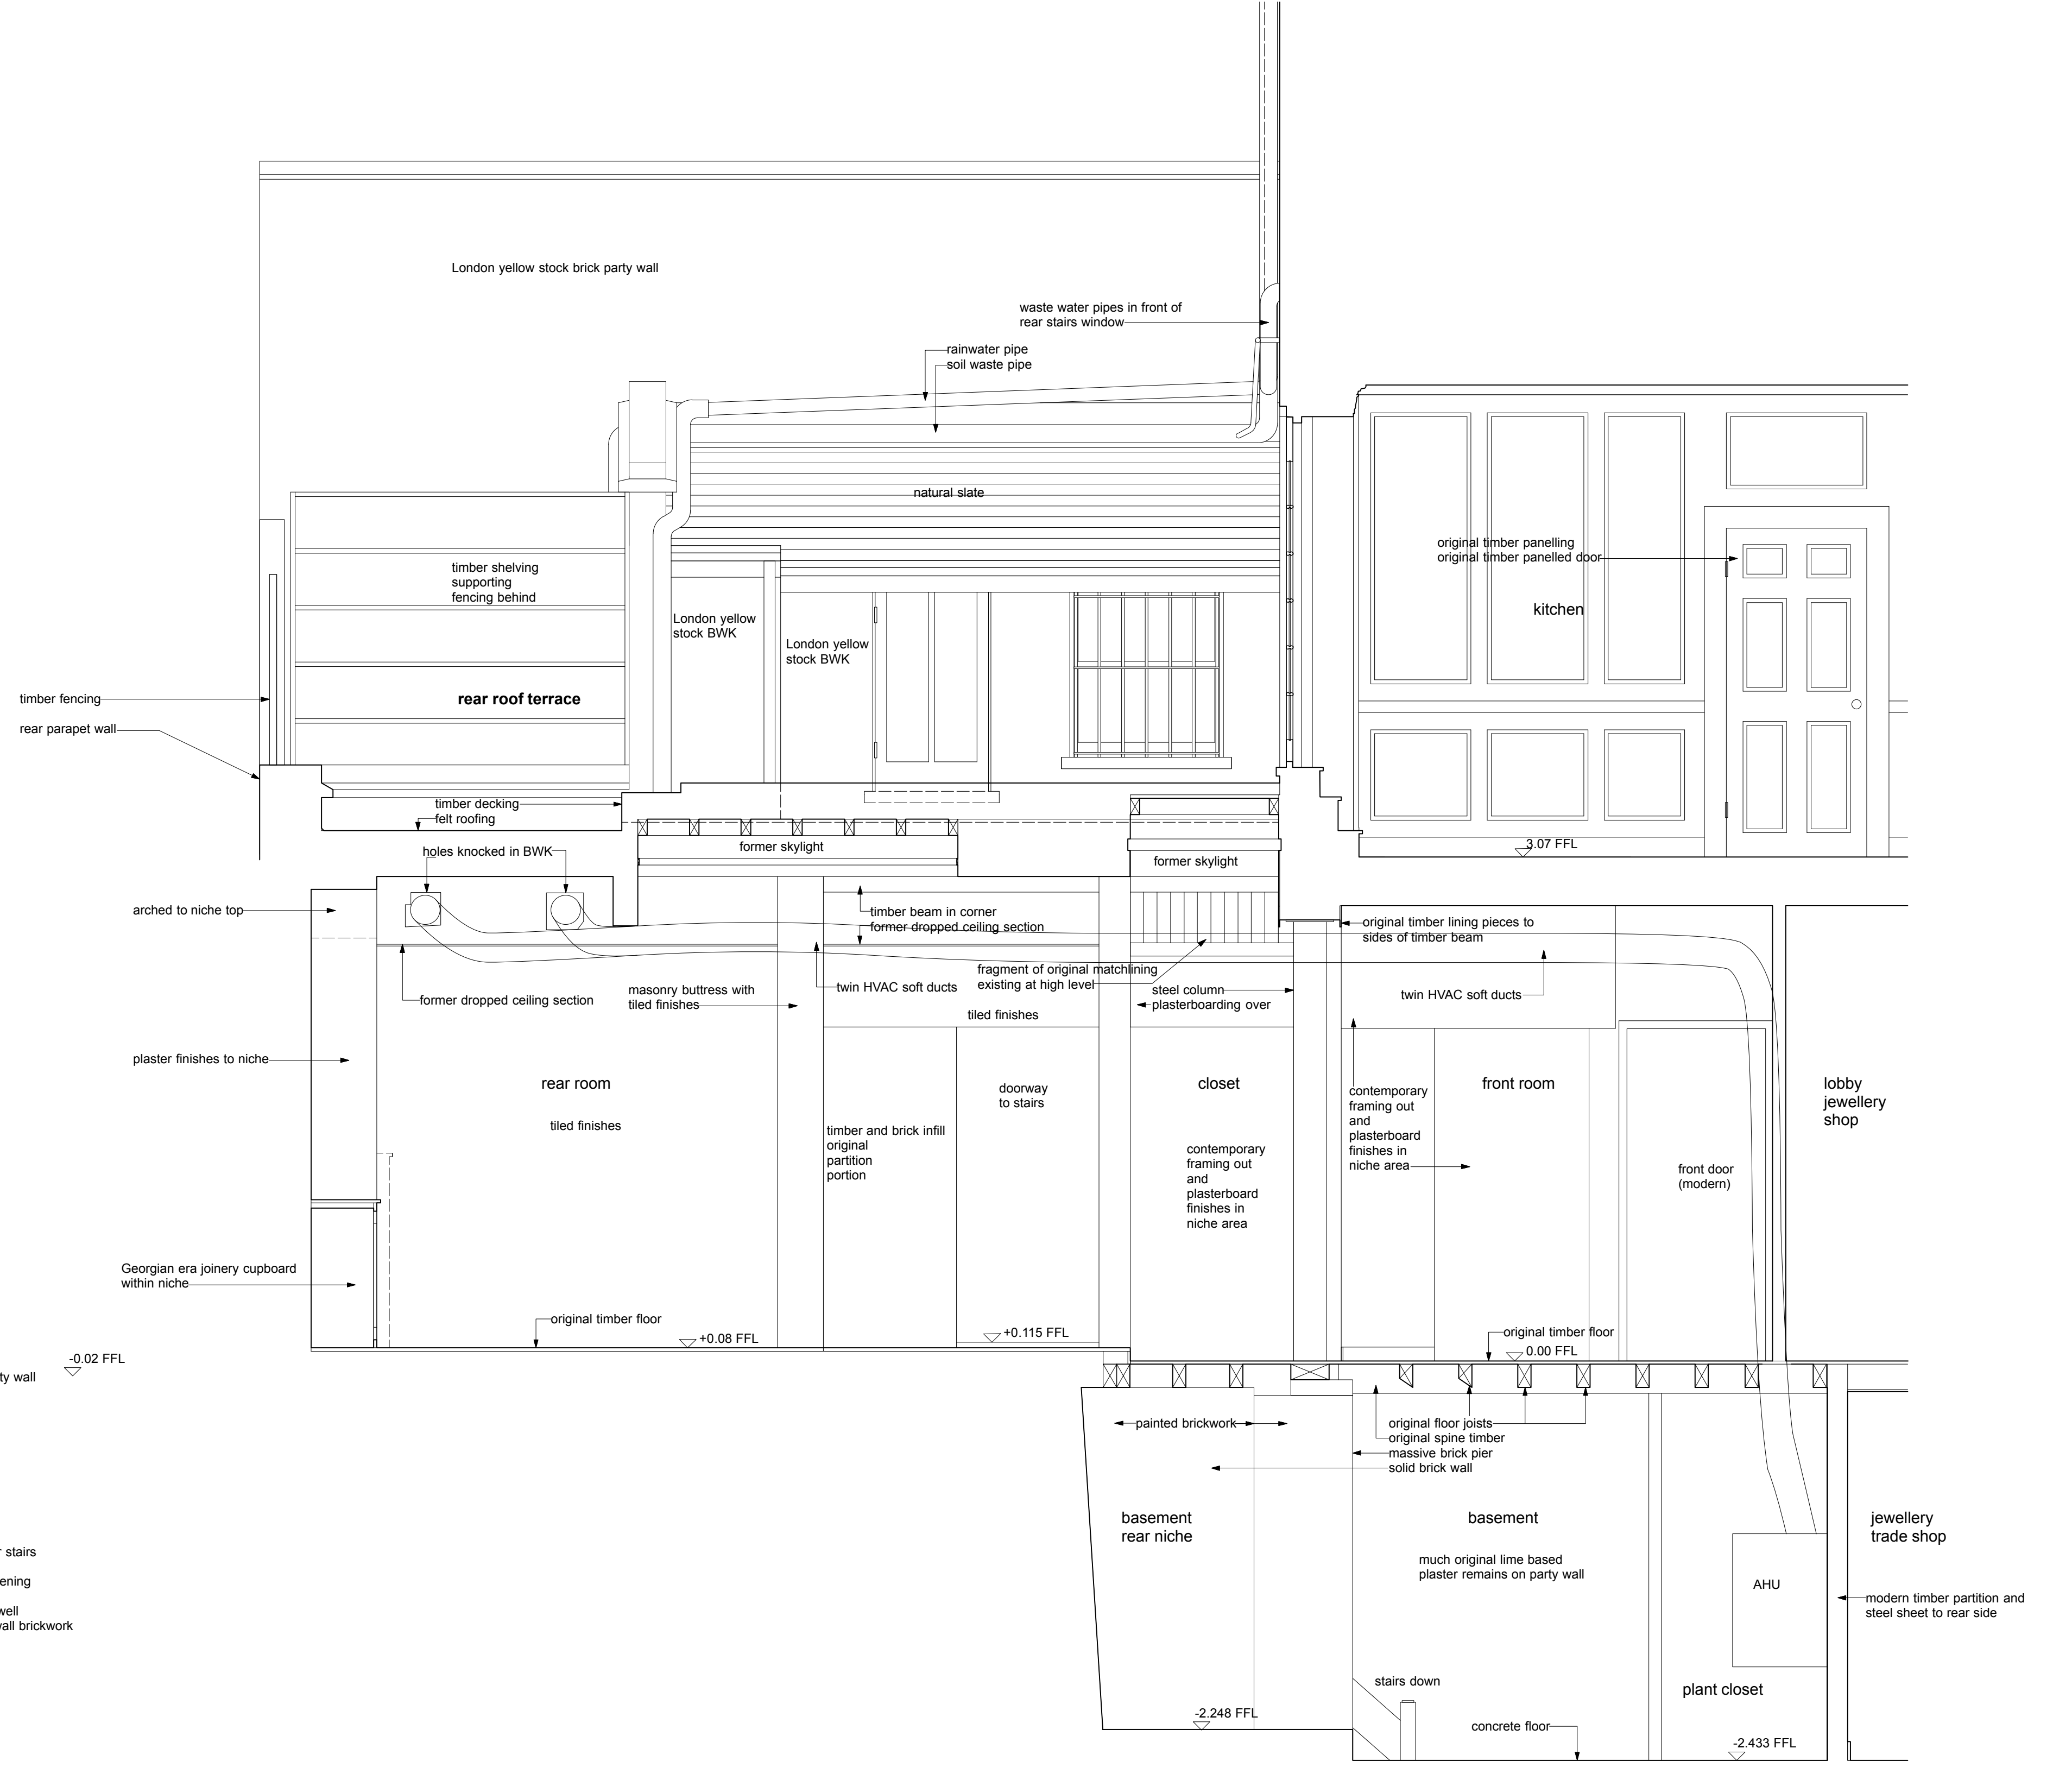 London yellow stock brick party wall
waste water pipes in front of
rear stairs window
rainwater pipe
soil waste pipe
natural slate
original timber panelling
original timber panelled door
kitchen
timber shelving
supporting
fencing behind
London yellow
stock BWK
London yellow
stock BWK
timber fencing
rear roof terrace
rear parapet wall
timber decking
felt roofing
3.07 FFL
holes knocked in BWK
former skylight
former skylight
arched to niche top
timber beam in corner
former dropped ceiling section
original timber lining pieces to
sides of timber beam
fragment of original matchlining
existing at high level
former dropped ceiling section
masonry buttress with
tiled finishes
twin HVAC soft ducts
steel column
plasterboarding over
twin HVAC soft ducts
tiled finishes
plaster finishes to niche
rear room
tiled finishes
doorway
to stairs
closet
contemporary
framing out
and
plasterboard
finishes in
niche area
front room
lobby
jewellery
shop
timber and brick infill
original
partition
portion
contemporary
framing out
and
plasterboard
finishes in
niche area
front door
(modern)
Georgian era joinery cupboard
within niche
original timber floor
+0.08 FFL
+0.115 FFL
original timber floor
0.00 FFL
-0.02 FFL
ty wall
painted brickwork
original floor joists
original spine timber
massive brick pier
solid brick wall
basement
rear niche
basement
much original lime based
plaster remains on party wall
jewellery
trade shop
AHU
modern timber partition and
steel sheet to rear side
r stairs
ening
well
vall brickwork
stairs down
plant closet
-2.248 FFL
concrete floor
-2.433 FFL